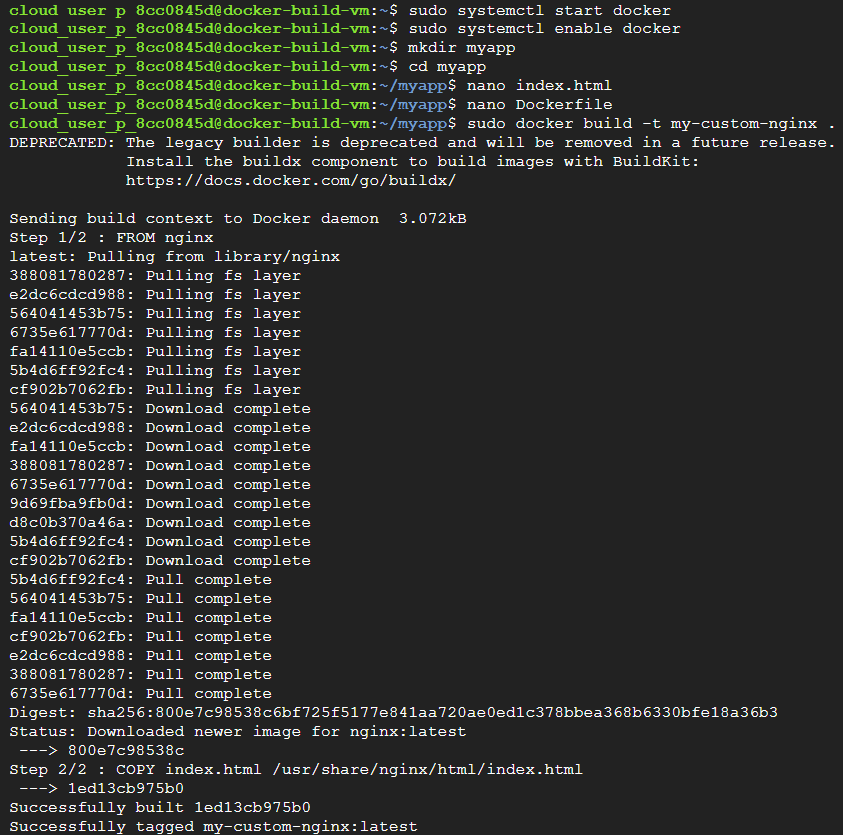 cloud_user_p_8cc0845d@docker-build-vm:~$ sudo systemctl start docker
cloud_user_p_8cc0845d@docker-build-vm:~$ sudo systemctl enable docker
cloud_user_p_8cc0845d@docker-build-vm:~$ mkdir myapp
cloud_user_p_8cc0845d@docker-build-vm:~$ cd myapp
cloud_user_p_8cc0845d@docker-build-vm:~/myapp$ nano index.html
cloud_user_p_8cc0845d@docker-build-vm:~/myapp$ nano Dockerfile
cloud_user_p_8cc0845d@docker-build-vm:~/myapp$ sudo docker build -t my-custom-nginx .
DEPRECATED: The legacy builder is deprecated and will be removed in a future release.
            Install the buildx component to build images with BuildKit:
            https://docs.docker.com/go/buildx/

Sending build context to Docker daemon  3.072kB
Step 1/2 : FROM nginx
latest: Pulling from library/nginx
388081780287: Pulling fs layer
e2dc6cdcd988: Pulling fs layer
564041453b75: Pulling fs layer
6735e617770d: Pulling fs layer
fa14110e5ccb: Pulling fs layer
5b4d6ff92fc4: Pulling fs layer
cf902b7062fb: Pulling fs layer
564041453b75: Download complete
e2dc6cdcd988: Download complete
fa14110e5ccb: Download complete
388081780287: Download complete
6735e617770d: Download complete
9d69fba9fb0d: Download complete
d8c0b370a46a: Download complete
5b4d6ff92fc4: Download complete
cf902b7062fb: Download complete
5b4d6ff92fc4: Pull complete
564041453b75: Pull complete
fa14110e5ccb: Pull complete
cf902b7062fb: Pull complete
e2dc6cdcd988: Pull complete
388081780287: Pull complete
6735e617770d: Pull complete
Digest: sha256:800e7c98538c6bf725f5177e841aa720ae0ed1c378bbea368b6330bfe18a36b3
Status: Downloaded newer image for nginx:latest
 ---> 800e7c98538c
Step 2/2 : COPY index.html /usr/share/nginx/html/index.html
 ---> 1ed13cb975b0
Successfully built 1ed13cb975b0
Successfully tagged my-custom-nginx:latest